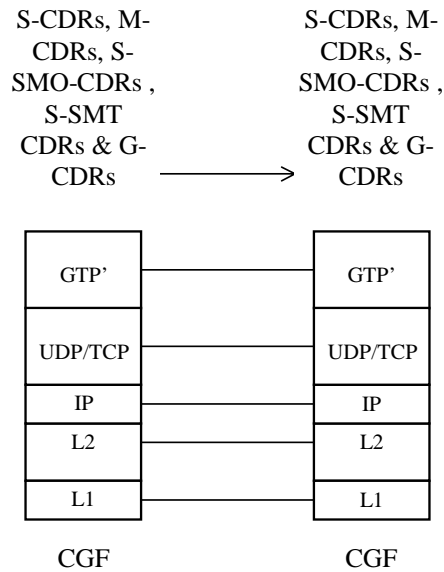 S-CDRs, M-
CDRs, S-
SMO-CDRs ,
S-SMT
CDRs & G-
CDRs
S-CDRs, M-
CDRs, S-
SMO-CDRs ,
S-SMT
CDRs & G-
CDRs
GTP’
UDP/TCP
IP
L2
L1
CGF
GTP’
UDP/TCP
IP
L2
L1
CGF